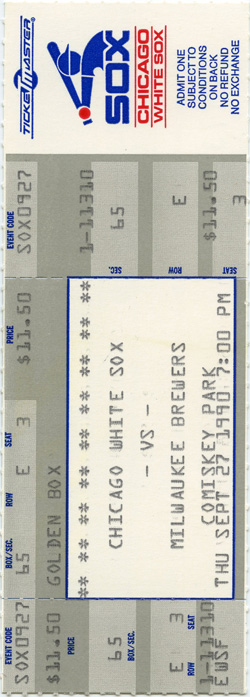 TICKETMASTER
SOX
CHICAGO
WHITE SOX
ADMIT ONE
SUBJECT TO
CONDITIONS
ON BACK
NO REFUND
NO EXCHANGE
EVENT CODE
SOX0927
1-11310
65
SEC.
E
ROW
$11.50
3
SEAT
PRICE
$11.50
SEAT
3
ROW
E
BOX/SEC.
65
GOLDEN BOX
** ** ** ** ** ** **
CHICAGO WHITE SOX
- VS -
MILWAUKEE BREWERS
COMISKEY PARK
THU SEPT 27 1990 7:00 PM
EVENT CODE
SOX0927
PRICE
$11.50
BOX/SEC.
65
ROW
E
SEAT
3
1-11310
EWSF